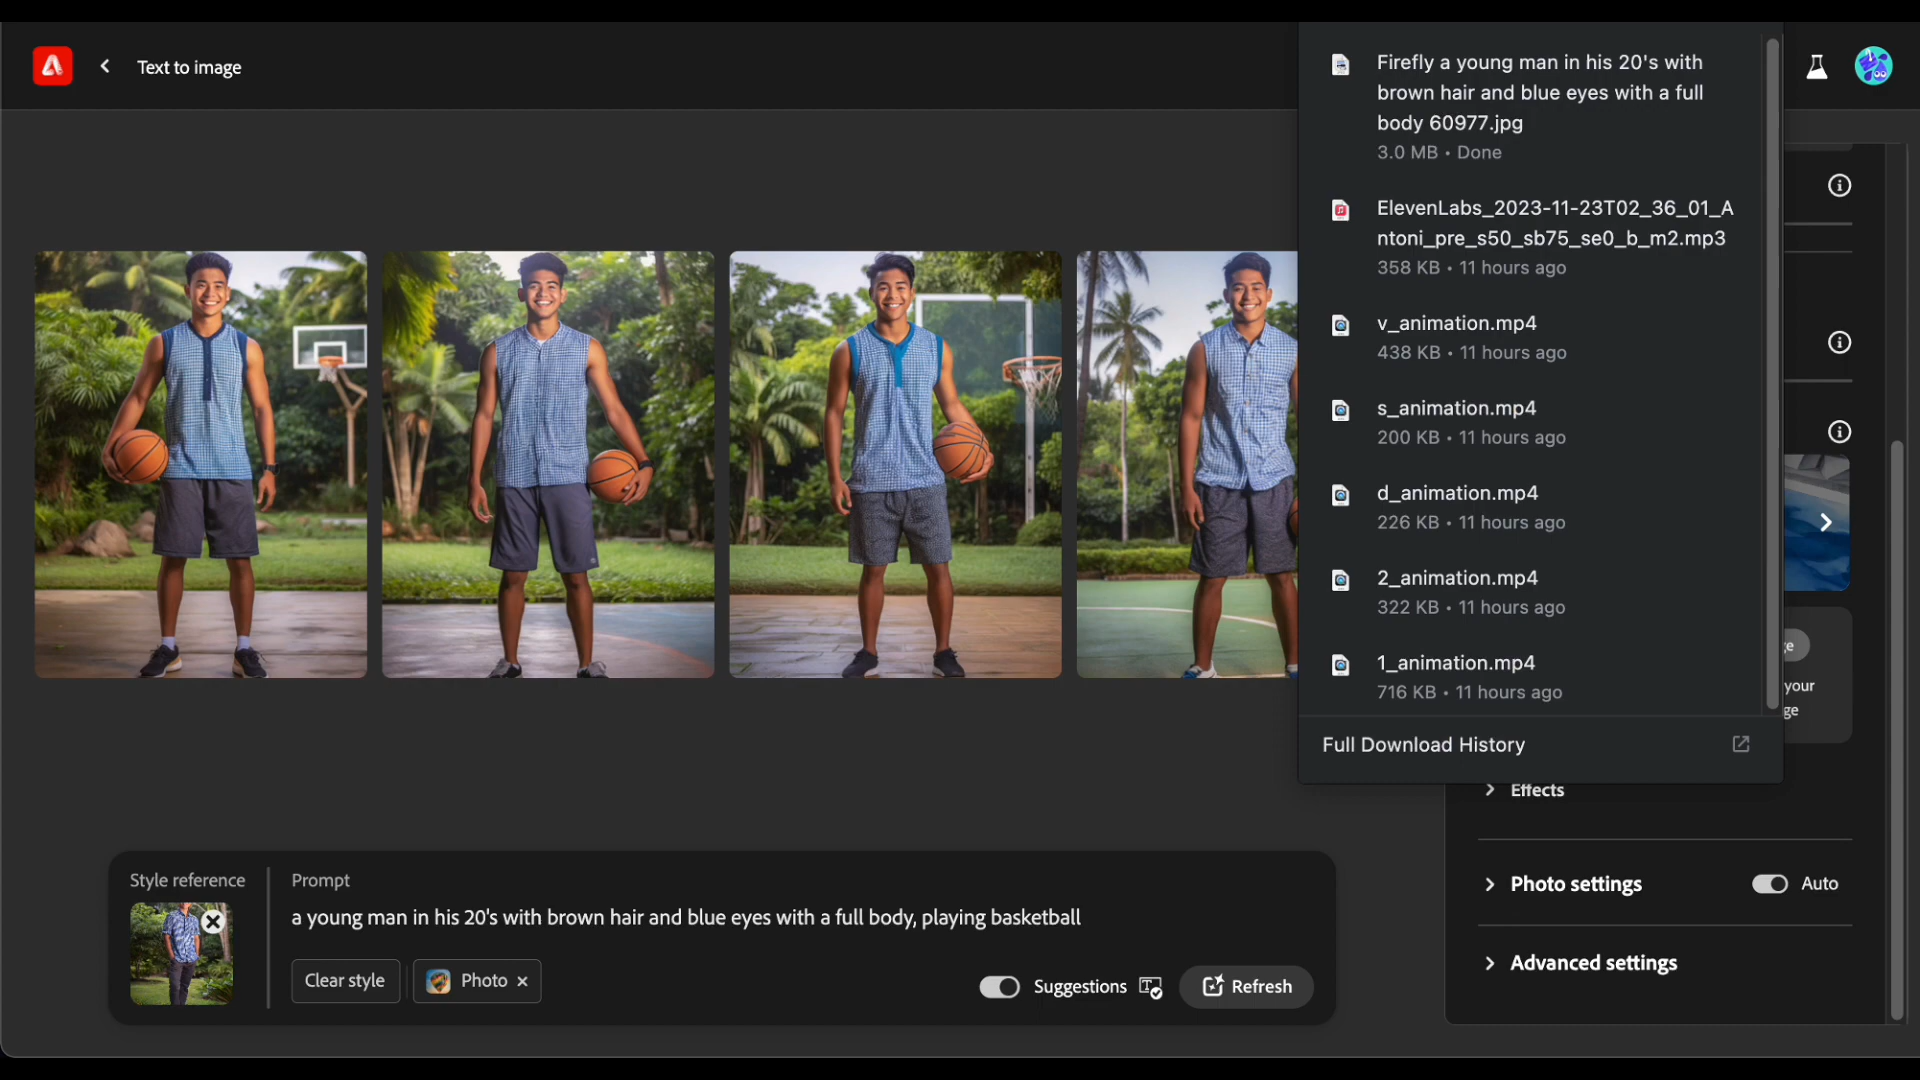 Text to image
Firefly a young man in his 20's with
brown hair and blue eyes with a full
body 60977.jpg
3.0 MB • Done
ElevenLabs_2023-11-23T02_36_01_A
ntoni_pre_s50_sb75_se0_b_m2.mp3
358 KB • 11 hours ago
v_animation.mp4
438 KB • 11 hours ago
s_animation.mp4
200 KB • 11 hours ago
d_animation.mp4
226 KB • 11 hours ago
2_animation.mp4
322 KB • 11 hours ago
1_animation.mp4
716 KB • 11 hours ago
Full Download History
ge
your
ge
Effects
Photo settings
Auto
Advanced settings
Style reference
Prompt
a young man in his 20's with brown hair and blue eyes with a full body, playing basketball
Clear style
Photo
Suggestions
Refresh